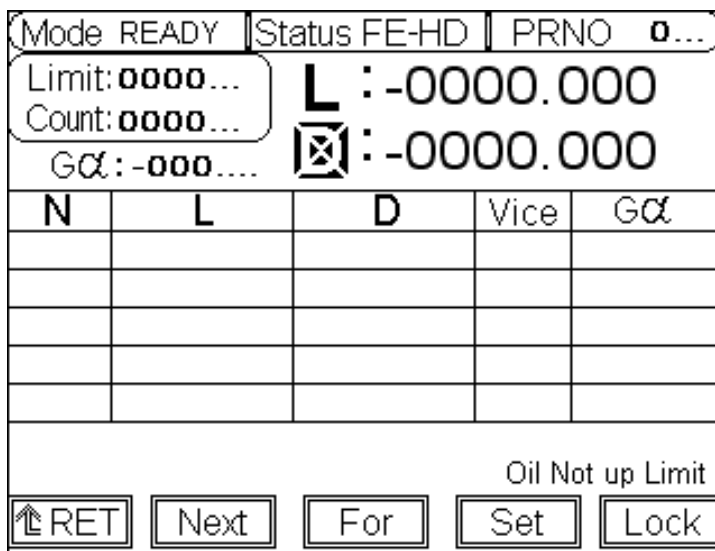 Mode READY Status FE-HD PRNO 0...
Limit:0000...
L:-0000.000
Count:0000...
D:-0000.000
Gα:-000....
N L D Vice Gα
Oil Not up Limit
RET Next For Set Lock